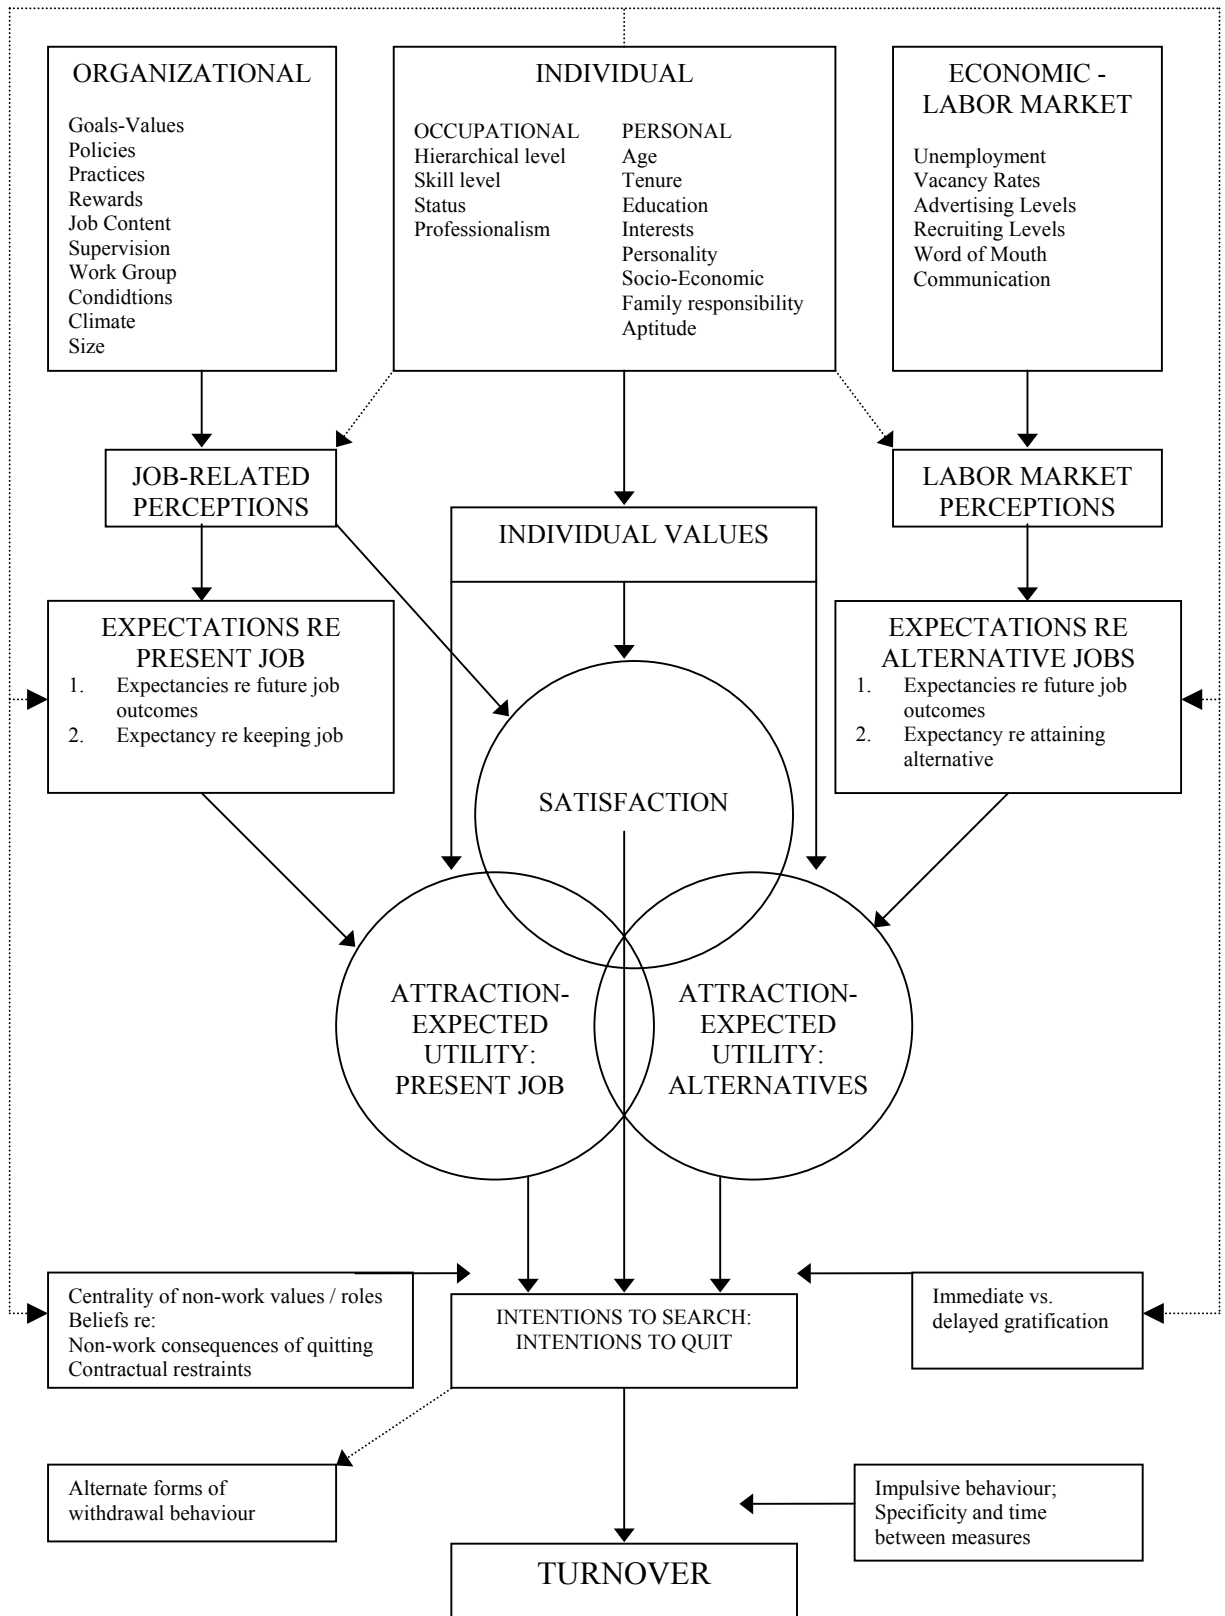 ORGANIZATIONAL
Goals-Values
Policies
Practices
Rewards
Job Content
Supervision
Work Group
Condidtions
Climate
Size
INDIVIDUAL
OCCUPATIONAL
Hierarchical level
Skill level
Status
Professionalism
PERSONAL
Age
Tenure
Education
Interests
Personality
Socio-Economic
Family responsibility
Aptitude
ECONOMIC -
LABOR MARKET
Unemployment
Vacancy Rates
Advertising Levels
Recruiting Levels
Word of Mouth
Communication
JOB-RELATED
PERCEPTIONS
INDIVIDUAL VALUES
LABOR MARKET
PERCEPTIONS
EXPECTATIONS RE
PRESENT JOB
1. Expectancies re future job
outcomes
2. Expectancy re keeping job
EXPECTATIONS RE
ALTERNATIVE JOBS
1. Expectancies re future job
outcomes
2. Expectancy re attaining
alternative
SATISFACTION
ATTRACTION-
EXPECTED
UTILITY:
PRESENT JOB
ATTRACTION-
EXPECTED
UTILITY:
ALTERNATIVES
Centrality of non-work values / roles
Beliefs re:
Non-work consequences of quitting
Contractual restraints
INTENTIONS TO SEARCH:
INTENTIONS TO QUIT
Immediate vs.
delayed gratification
Alternate forms of
withdrawal behaviour
Impulsive behaviour;
Specificity and time
between measures
TURNOVER